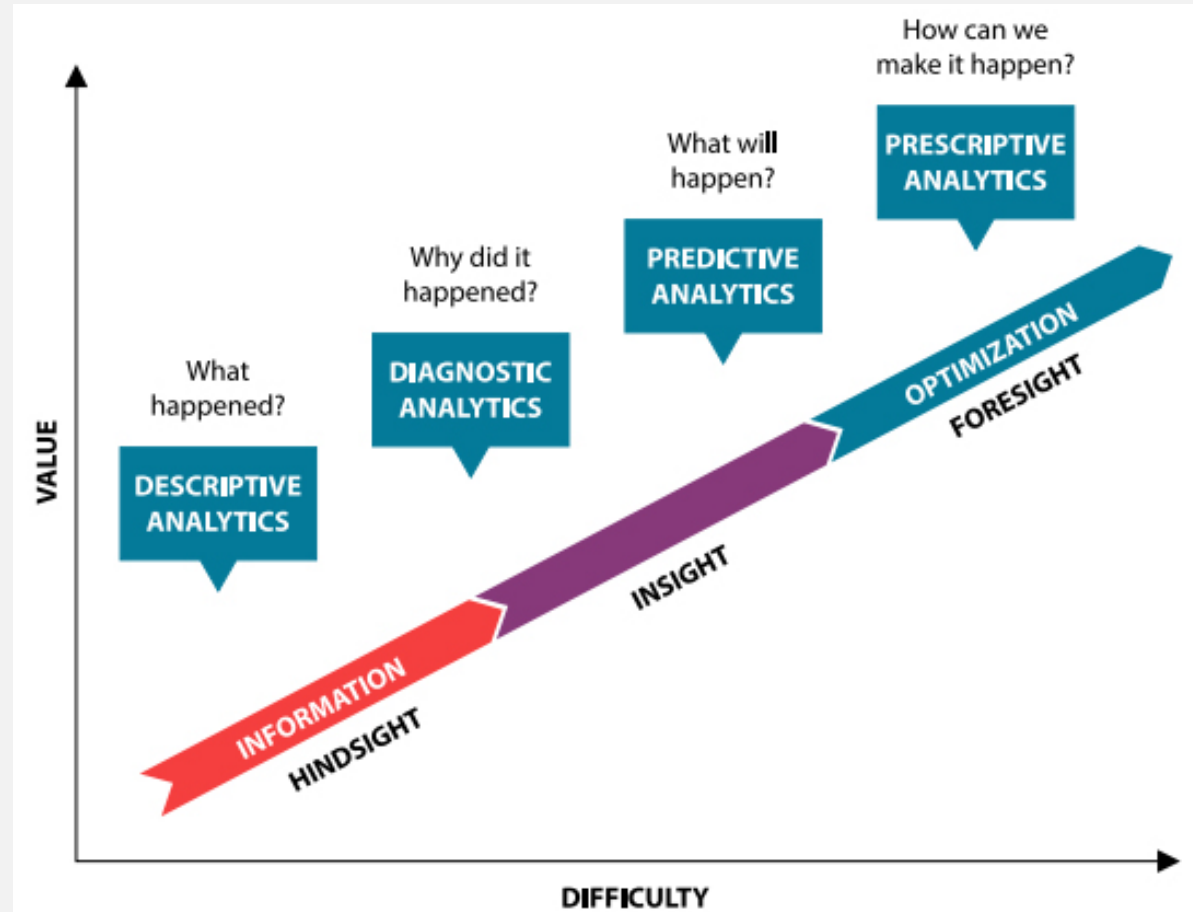 How can we
make it happen?
PRESCRIPTIVE
ANALYTICS
What will
happen?
PREDICTIVE
ANALYTICS
Why did it
happened?
DIAGNOSTIC
ANALYTICS
What
happened?
DESCRIPTIVE
ANALYTICS
VALUE
OPTIMIZATION
FORESIGHT
INSIGHT
INFORMATION
HINDSIGHT
DIFFICULTY